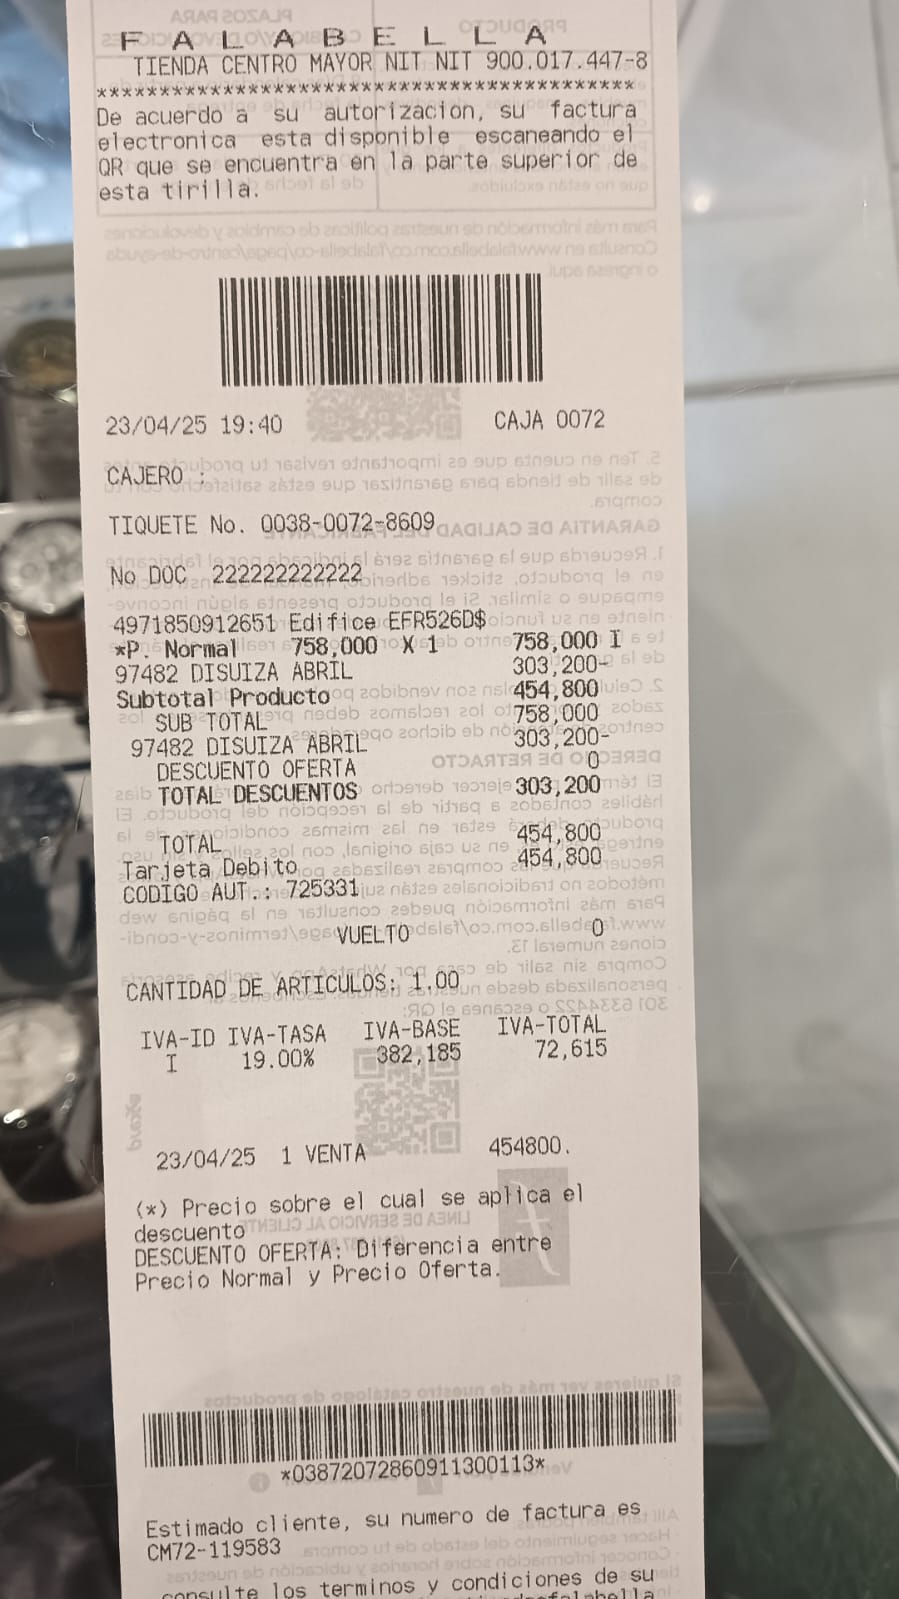 F A L A B E L L A
TIENDA CENTRO MAYOR NIT NIT 900.017.447-8
******************************************
De acuerdo a su autorizacion, su factura
electronica esta disponible escaneando el
QR que se encuentra en la parte superior de
esta tirilla.
23/04/25 19:40 CAJA 0072
CAJERO :
TIQUETE No. 0038-0072-8609
No DOC 222222222222
4971850912651 Edifice EFR526D$
*P. Normal 758,000 X 1 758,000 I
97482 DISUIZA ABRIL 303,200-
Subtotal Producto 454,800
SUB TOTAL 758,000
97482 DISUIZA ABRIL 303,200-
DESCUENTO OFERTA 0
TOTAL DESCUENTOS 303,200
TOTAL 454,800
Tarjeta Debito 454,800
CODIGO AUT.: 725331
VUELTO 0
CANTIDAD DE ARTICULOS: 1.00
IVA-ID IVA-TASA IVA-BASE IVA-TOTAL
I 19.00% 382,185 72,615
23/04/25 1 VENTA 454800.
(*) Precio sobre el cual se aplica el
descuento
DESCUENTO OFERTA: Diferencia entre
Precio Normal y Precio Oferta.
*03872072860911300113*
Estimado cliente, su numero de factura es
CM72-119583
consulte los terminos y condiciones de su